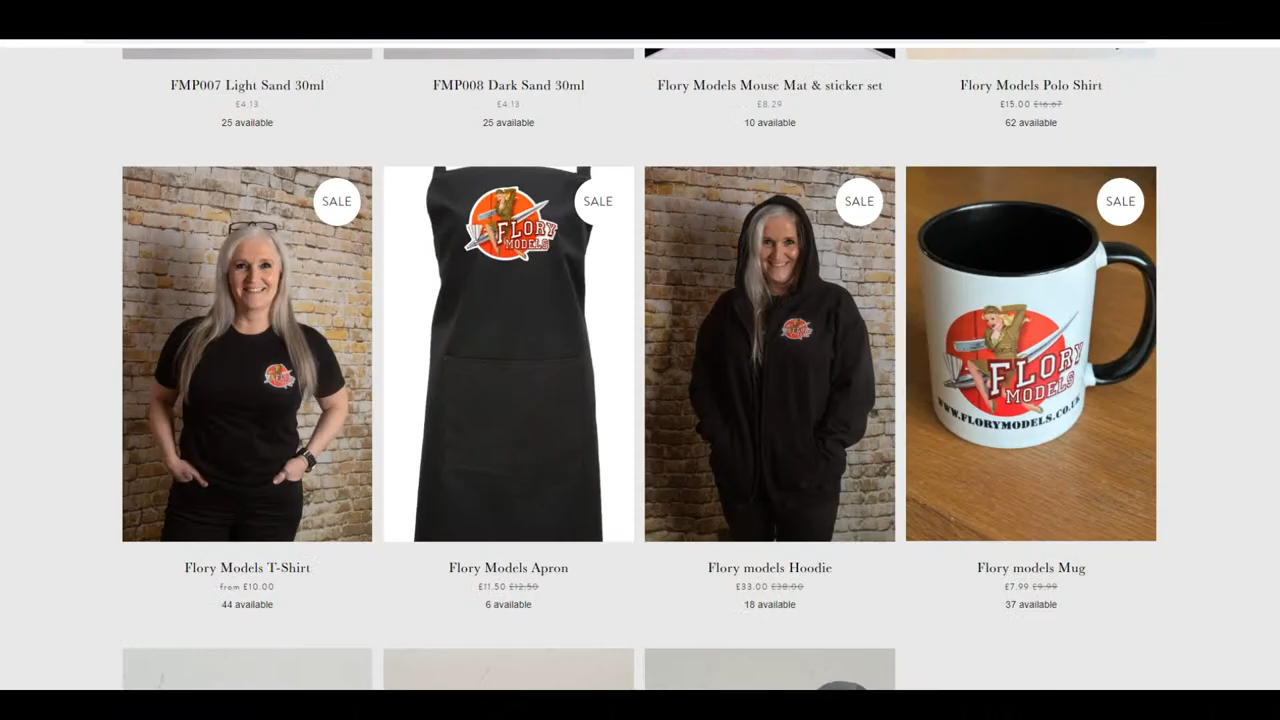 FMP007 Light Sand 30ml
£4.13
25 available
FMP008 Dark Sand 30ml
£4.13
25 available
Flory Models Mouse Mat & sticker set
£8.29
10 available
Flory Models Polo Shirt
£15.00 £16.67
62 available
SALE
SALE
FLORY
MODELS
SALE
FLORY
SALE
FLORY
MODELS
WWW.FLORYMODELS.CO.UK
Flory Models T-Shirt
from £10.00
44 available
Flory Models Apron
£11.50 £12.50
6 available
Flory models Hoodie
£33.00 £38.00
18 available
Flory models Mug
£7.99 £9.99
37 available